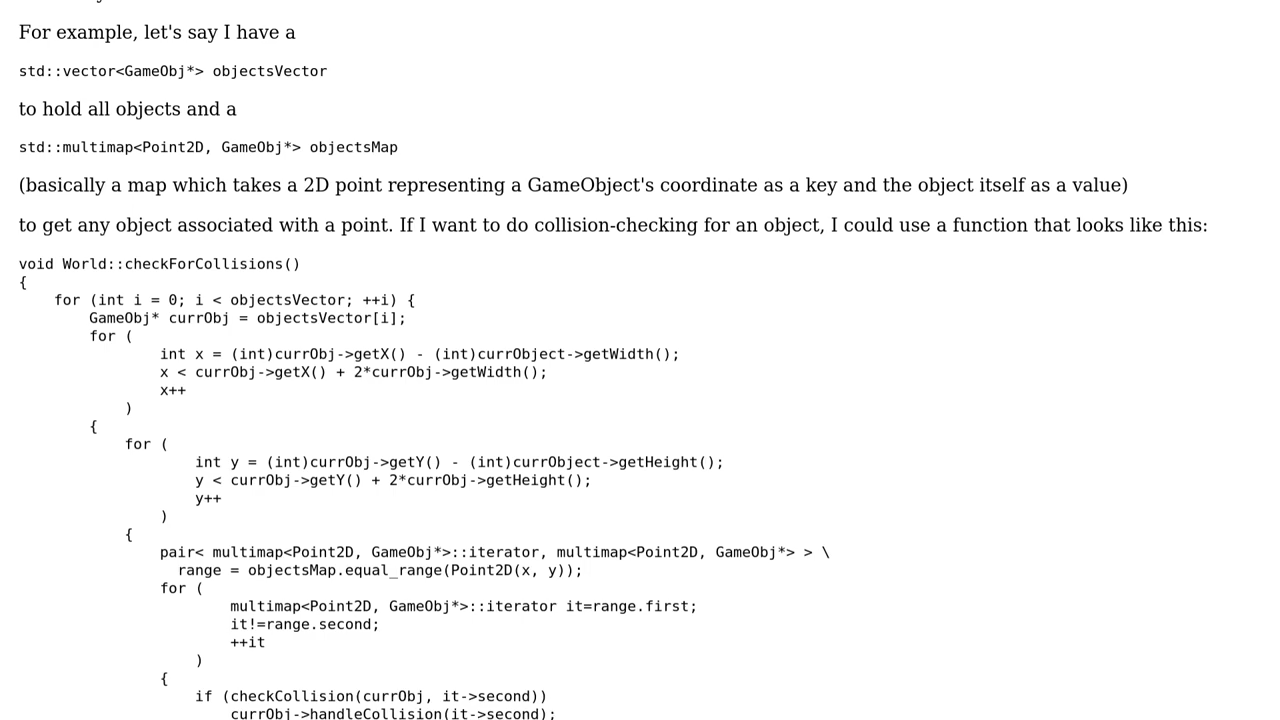 For example, let's say I have a
std::vector<GameObj*> objectsVector
to hold all objects and a
std::multimap<Point2D, GameObj*> objectsMap
(basically a map which takes a 2D point representing a GameObject's coordinate as a key and the object itself as a value)
to get any object associated with a point. If I want to do collision-checking for an object, I could use a function that looks like this:
void World::checkForCollisions()
{
    for (int i = 0; i < objectsVector; ++i) {
        GameObj* currObj = objectsVector[i];
        for (
                int x = (int)currObj->getX() - (int)currObject->getWidth();
                x < currObj->getX() + 2*currObj->getWidth();
                x++
            )
        {
            for (
                    int y = (int)currObj->getY() - (int)currObject->getHeight();
                    y < currObj->getY() + 2*currObj->getHeight();
                    y++
                )
            {
                pair< multimap<Point2D, GameObj*>::iterator, multimap<Point2D, GameObj*> > \
                  range = objectsMap.equal_range(Point2D(x, y));
                for (
                        multimap<Point2D, GameObj*>::iterator it=range.first;
                        it!=range.second;
                        ++it
                    )
                {
                    if (checkCollision(currObj, it->second))
                        currObj->handleCollision(it->second);